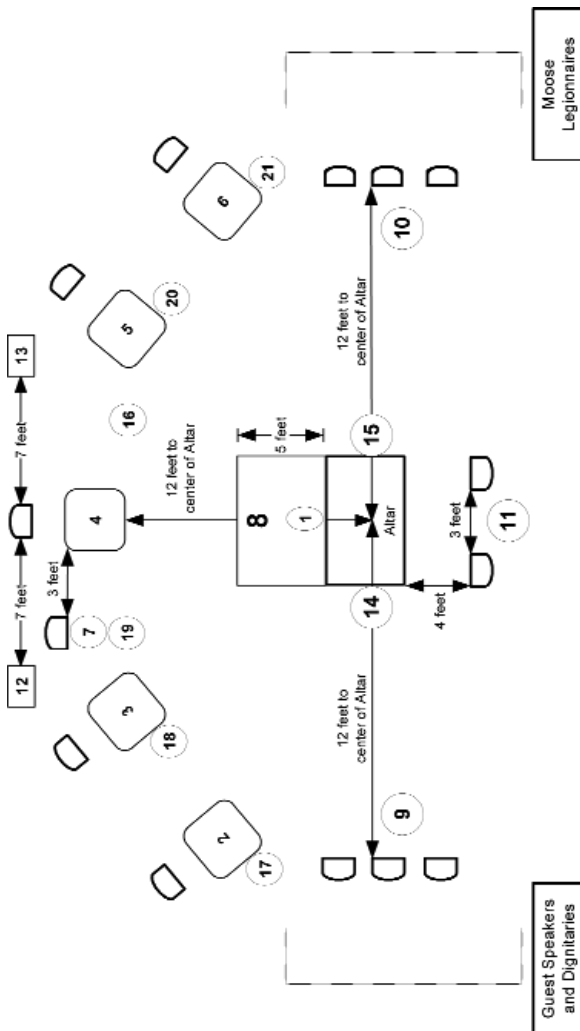 12
7 feet
7 feet
13
3 feet
4
7
19
16
3
5
18
20
2
6
17
21
12 feet to
center of Altar
8
5 feet
1
12 feet to
center of Altar
14
15
12 feet to
center of Altar
Altar
9
10
4 feet
3 feet
11
Guest Speakers
and Dignitaries
Moose
Legionnaires